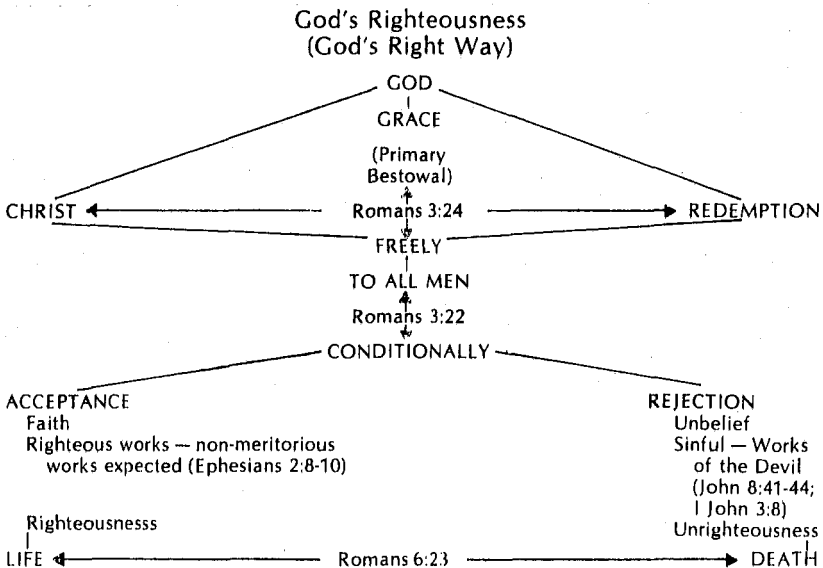 God's Righteousness
(God's Right Way)
GOD
GRACE
(Primary
Bestowal)
CHRIST Romans 3:24 REDEMPTION
FREELY
TO ALL MEN
Romans 3:22
CONDITIONALLY
ACCEPTANCE
Faith
Righteous works — non-meritorious
works expected (Ephesians 2:8-10)
REJECTION
Unbelief
Sinful — Works
of the Devil
(John 8:41-44;
I John 3:8)
Righteousnesss
Unrighteousness
LIFE Romans 6:23 DEATH